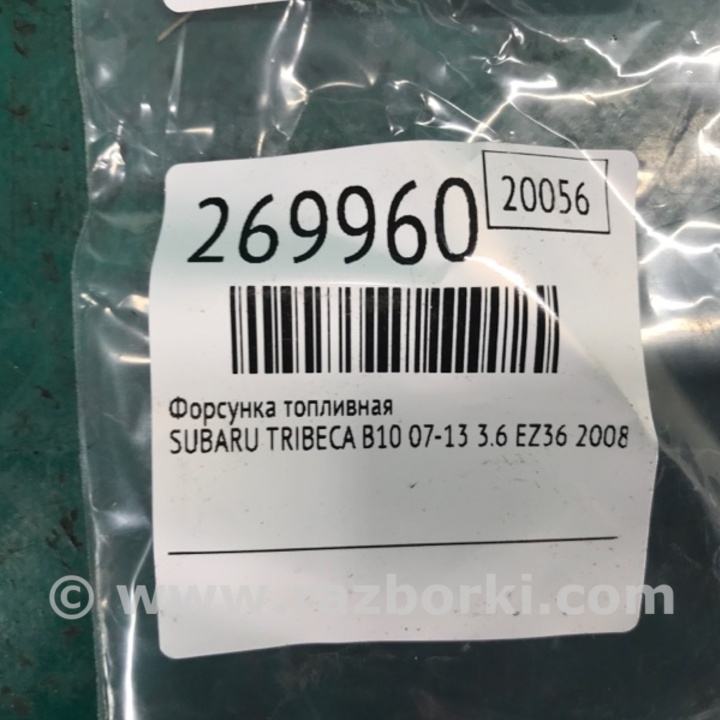 269960
20056
Форсунка топливная
SUBARU TRIBECA B10 07-13 3.6 EZ36 2008
© www.razborki.com